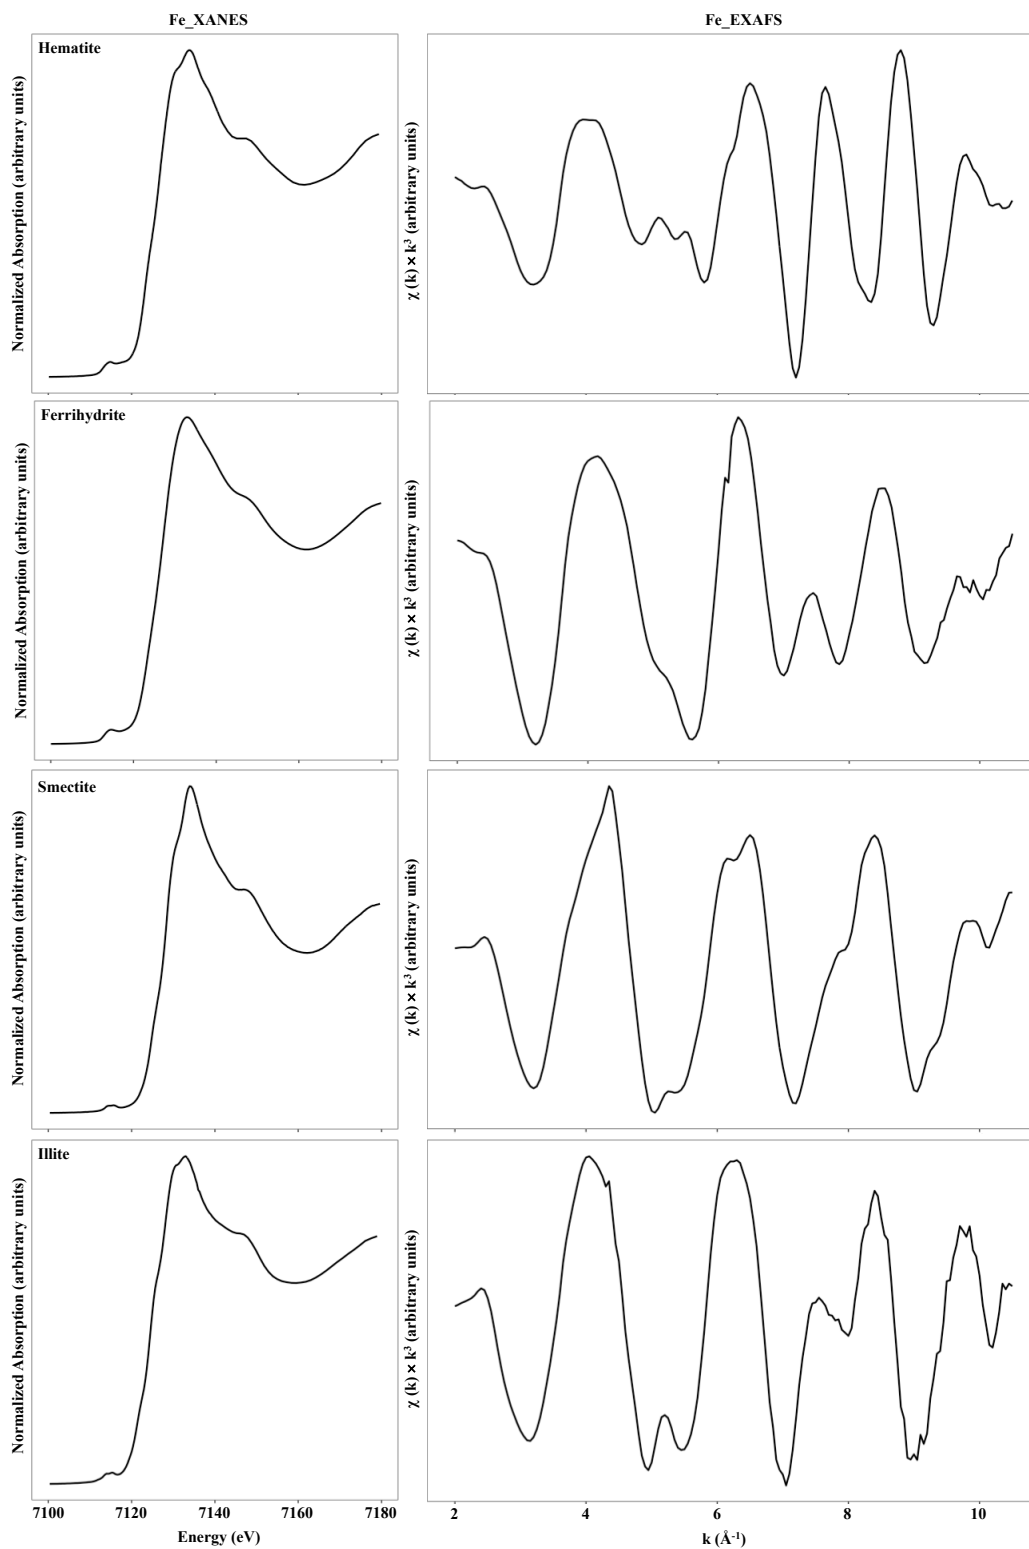 Fe_XANES
Fe_EXAFS
Hematite
Normalized Absorption (arbitrary units)
χ (k) × k³ (arbitrary units)
Ferrihydrite
Normalized Absorption (arbitrary units)
χ (k) × k³ (arbitrary units)
Smectite
Normalized Absorption (arbitrary units)
χ (k) × k³ (arbitrary units)
Illite
Normalized Absorption (arbitrary units)
χ (k) × k³ (arbitrary units)
7100 7120 7140 7160 7180
Energy (eV)
2 4 6 8 10
k (Å⁻¹)